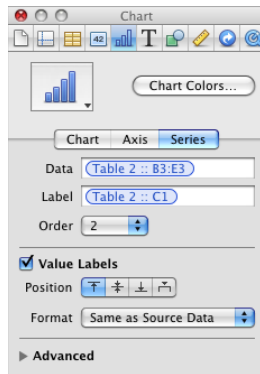 Chart
42 T
Chart Colors...
Chart Axis Series
Data Table 2 :: B3:E3
Label Table 2 :: C1
Order 2
Value Labels
Position
Format Same as Source Data
Advanced